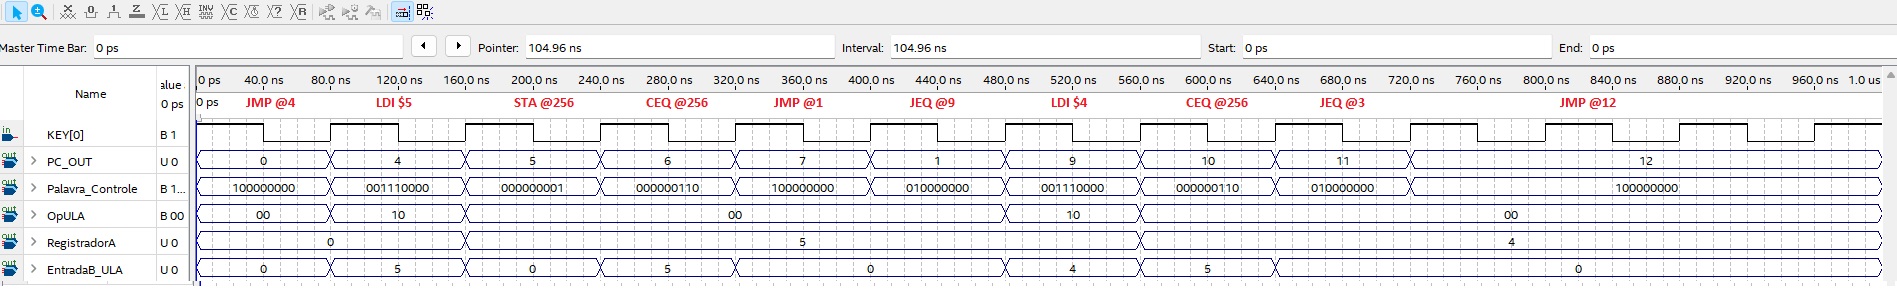 Z L H INV C ? R
Master Time Bar: 0 ps Pointer: 104.96 ns Interval: 104.96 ns Start: 0 ps End: 0 ps
Name alue 0 ps
0 ps 40.0 ns 80.0 ns 120.0 ns 160.0 ns 200.0 ns 240.0 ns 280.0 ns 320.0 ns 360.0 ns 400.0 ns 440.0 ns 480.0 ns 520.0 ns 560.0 ns 600.0 ns 640.0 ns 680.0 ns 720.0 ns 760.0 ns 800.0 ns 840.0 ns 880.0 ns 920.0 ns 960.0 ns 1.0 us
0 ps JMP @4 LDI $5 STA @256 CEQ @256 JMP @1 JEQ @9 LDI $4 CEQ @256 JEQ @3 JMP @12
in KEY[0] B 1
out PC_OUT U 0 0 4 5 6 7 1 9 10 11 12
out Palavra_Controle B 1... 100000000 001110000 000000001 000000110 100000000 010000000 001110000 000000110 010000000 100000000
out OpULA B 00 00 10 00 10 00
out RegistradorA U 0 0 5 4
out EntradaB_ULA U 0 0 5 0 5 0 4 5 0